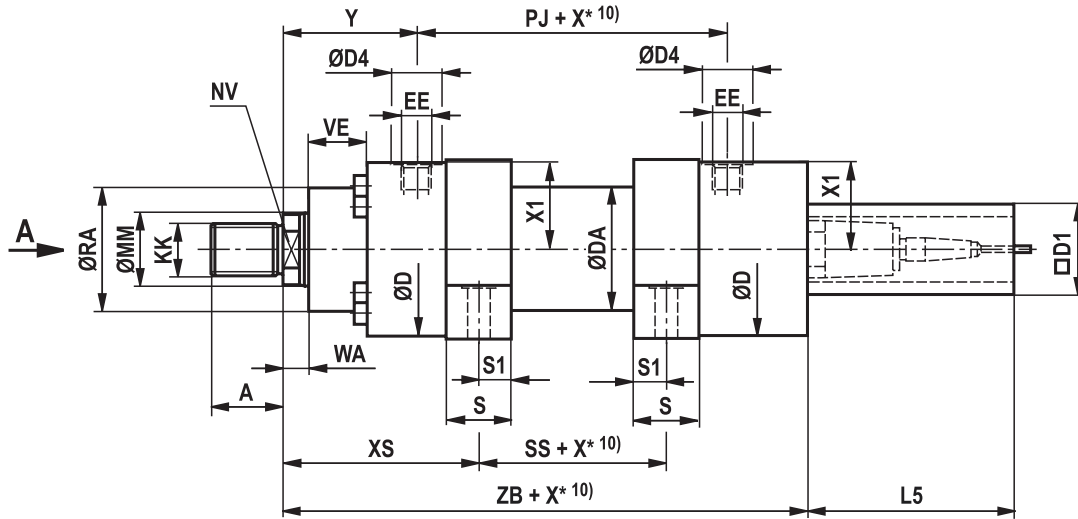 Y
PJ + X* 10)
ØD4
ØD4
NV
EE
EE
VE
X1
X1
A
ØRA
ØMM
KK
ØDA
□D1
ØD
ØD
WA
S1
S1
A
S
S
XS
SS + X* 10)
ZB + X* 10)
L5